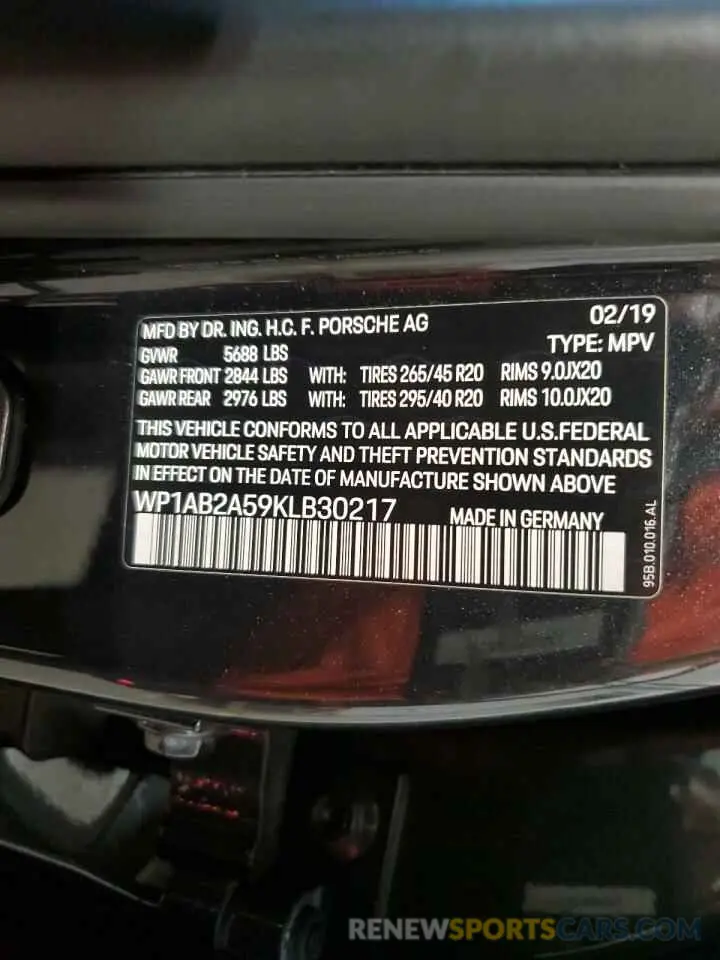 MFD BY DR. ING. H.C. F. PORSCHE AG 02/19
GVWR 5688 LBS TYPE: MPV
GAWR FRONT 2844 LBS WITH: TIRES 265/45 R20 RIMS 9.0JX20
GAWR REAR 2976 LBS WITH: TIRES 295/40 R20 RIMS 10.0JX20
THIS VEHICLE CONFORMS TO ALL APPLICABLE U.S.FEDERAL
MOTOR VEHICLE SAFETY AND THEFT PREVENTION STANDARDS
IN EFFECT ON THE DATE OF MANUFACTURE SHOWN ABOVE
WP1AB2A59KLB30217 MADE IN GERMANY
95B.010.016.AL
RENEWSPORTSCARS.COM